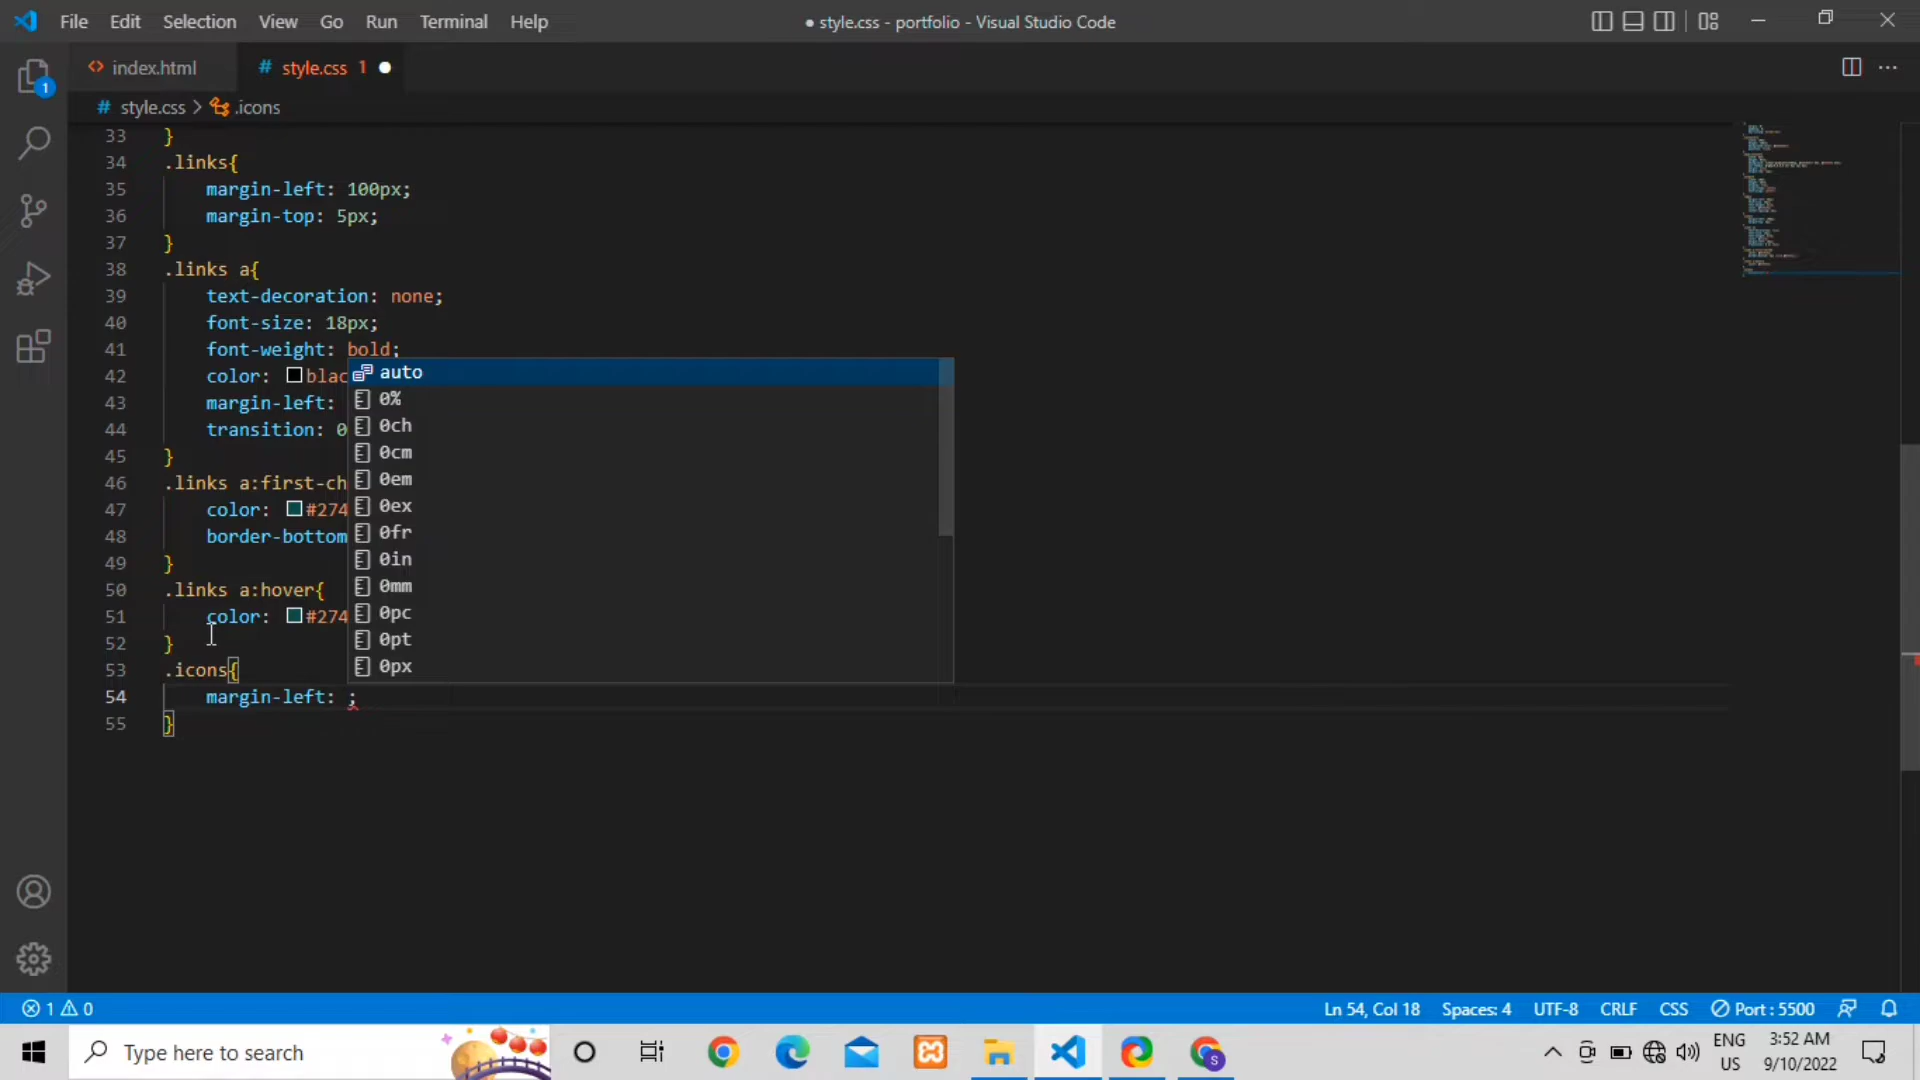 File Edit Selection View Go Run Terminal Help
● style.css - portfolio - Visual Studio Code
index.html
# style.css 1 ●
# style.css > .icons
1
33 }
34 .links{
35 margin-left: 100px;
36 margin-top: 5px;
37 }
38 .links a{
39 text-decoration: none;
40 font-size: 18px;
41 font-weight: bold;
42 color: blac
43 margin-left:
44 transition: 0
45 }
46 .links a:first-ch
47 color: #274
48 border-bottom
49 }
50 .links a:hover{
51 color: #274
52 }
53 .icons{
54 margin-left: ;
55 }
auto
0%
0ch
0cm
0em
0ex
0fr
0in
0mm
0pc
0pt
0px
1 0
Ln 54, Col 18 Spaces: 4 UTF-8 CRLF CSS Port : 5500
Type here to search
S
ENG
US
3:52 AM
9/10/2022